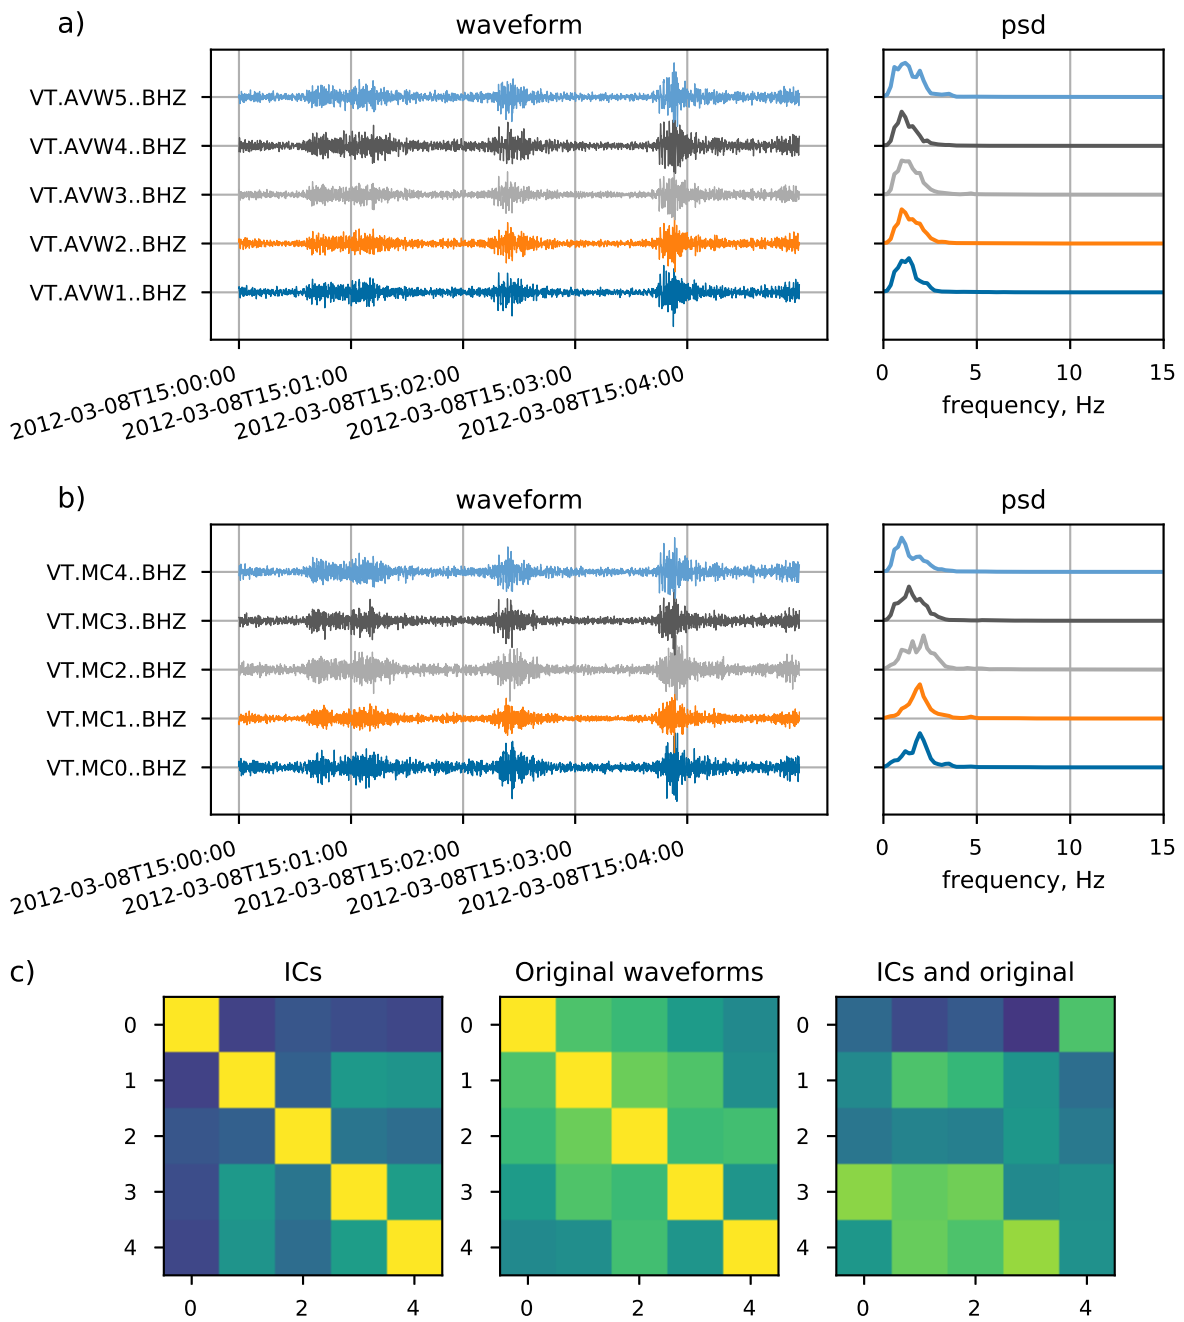 a)
waveform
psd
VT.AVW5..BHZ
VT.AVW4..BHZ
VT.AVW3..BHZ
VT.AVW2..BHZ
VT.AVW1..BHZ
2012-03-08T15:00:00
2012-03-08T15:01:00
2012-03-08T15:02:00
2012-03-08T15:03:00
2012-03-08T15:04:00
0 5 10 15
frequency, Hz
b)
waveform
psd
VT.MC4..BHZ
VT.MC3..BHZ
VT.MC2..BHZ
VT.MC1..BHZ
VT.MC0..BHZ
2012-03-08T15:00:00
2012-03-08T15:01:00
2012-03-08T15:02:00
2012-03-08T15:03:00
2012-03-08T15:04:00
0 5 10 15
frequency, Hz
c)
ICs
Original waveforms
ICs and original
0 0 0
1 1 1
2 2 2
3 3 3
4 4 4
0 2 4 0 2 4 0 2 4